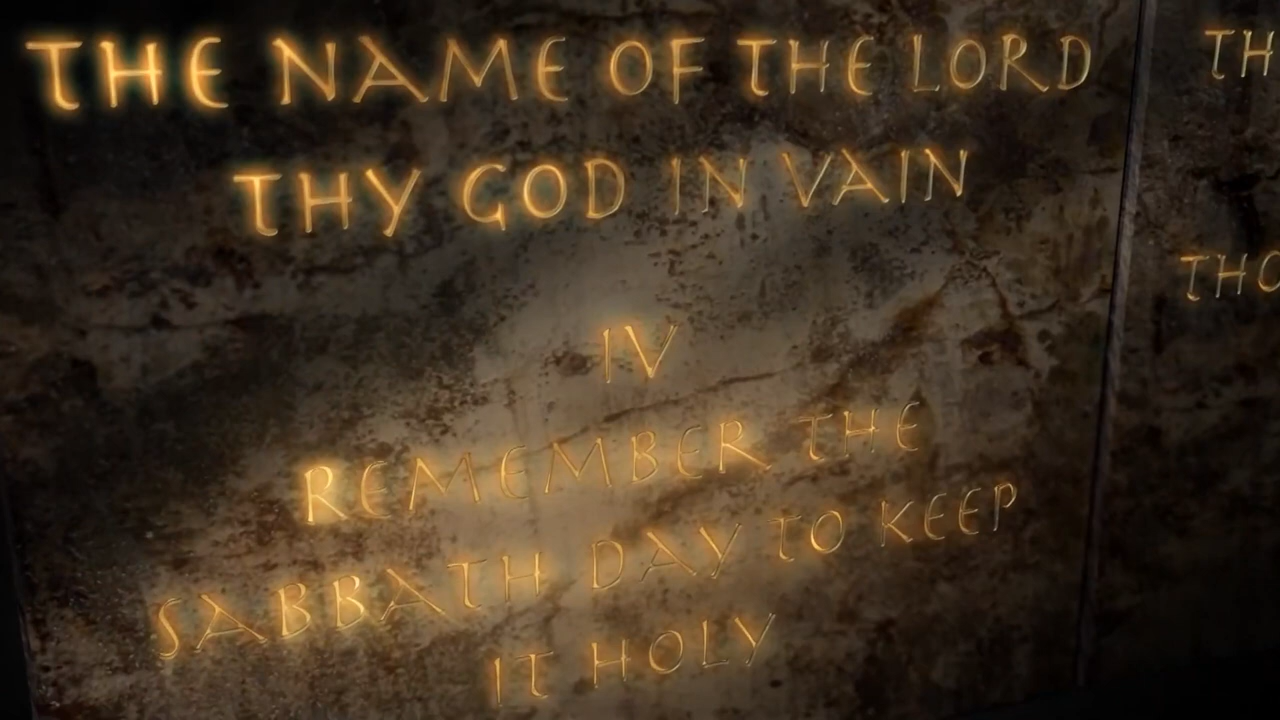 THE NAME OF THE LORD
THY GOD IN VAIN
IV
REMEMBER THE
SABBATH DAY TO KEEP
IT HOLY